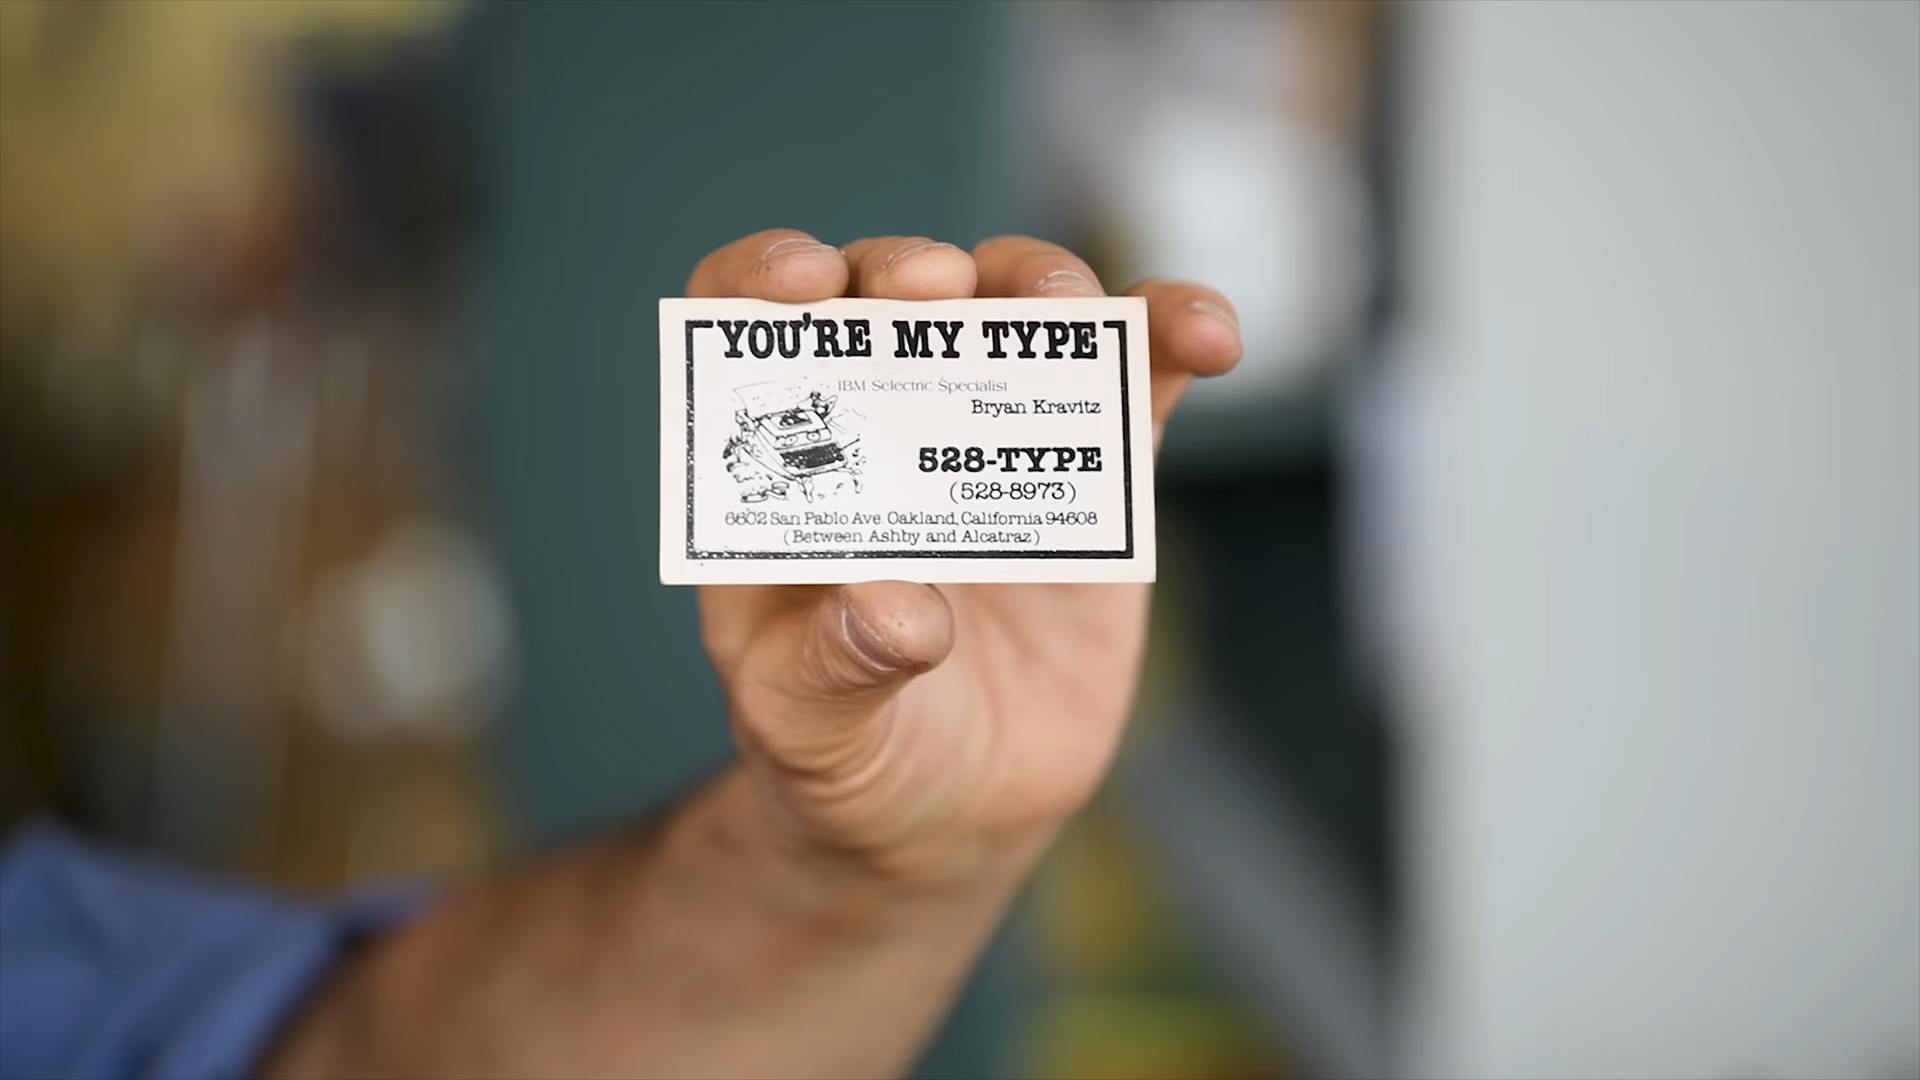 YOU'RE MY TYPE
IBM Selectric Specialist
Bryan Kravitz
528-TYPE
(528-8973)
6602 San Pablo Ave. Oakland, California 94608
(Between Ashby and Alcatraz)